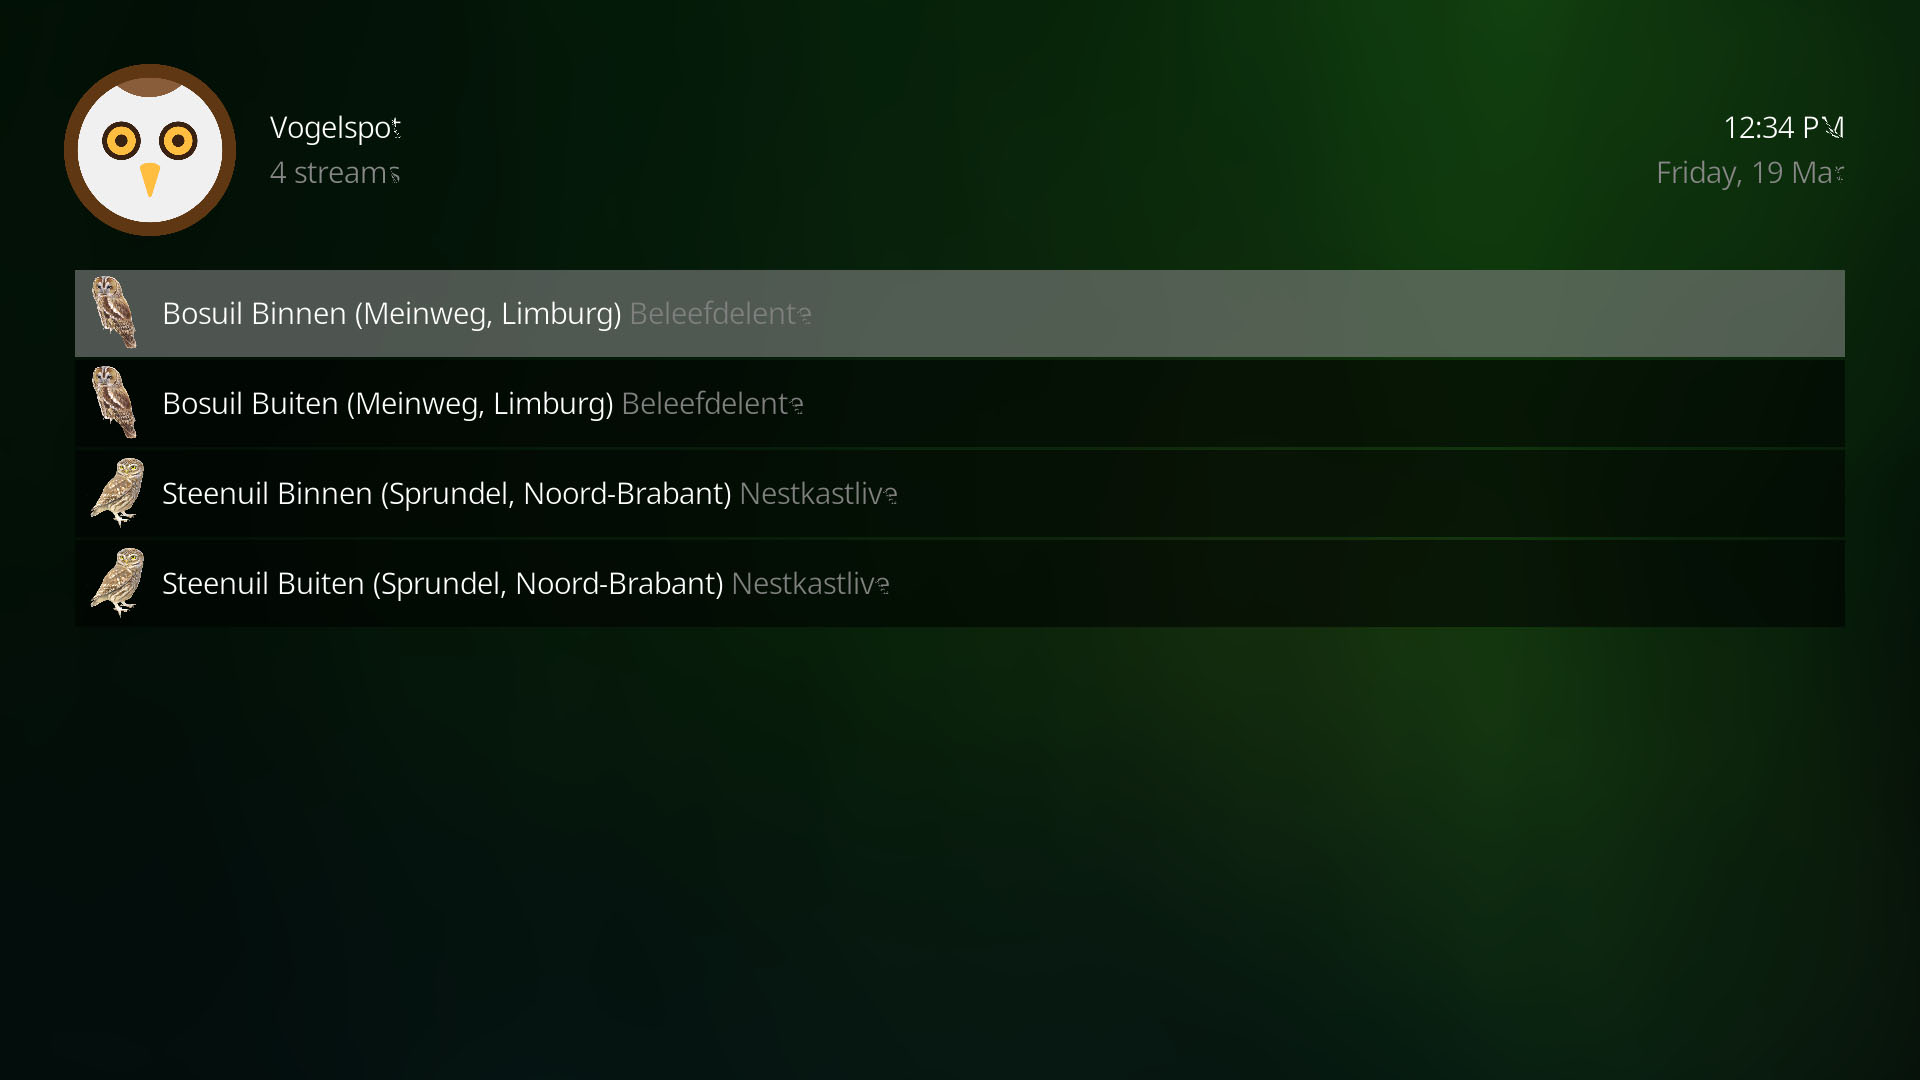 Vogelspot
4 streams
12:34 PM
Friday, 19 Mar
Bosuil Binnen (Meinweg, Limburg) Beleefdelente
Bosuil Buiten (Meinweg, Limburg) Beleefdelente
Steenuil Binnen (Sprundel, Noord-Brabant) Nestkastlive
Steenuil Buiten (Sprundel, Noord-Brabant) Nestkastlive